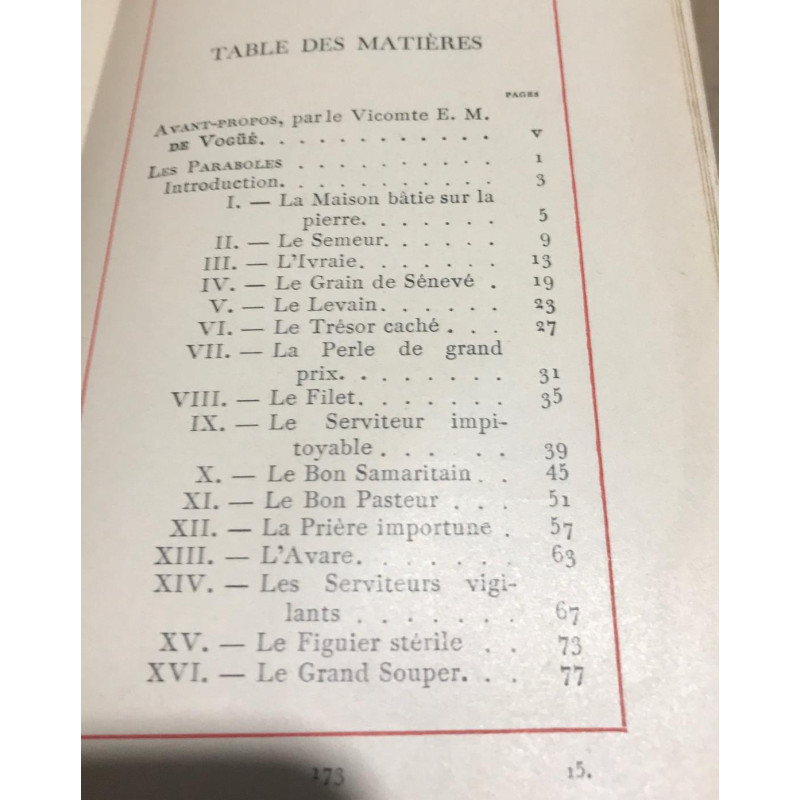 TABLE DES MATIÈRES
PAGES
AVANT-PROPOS, par le Vicomte E. M.
DE VOGÜÉ. . . . . . . . . . . . V
LES PARABOLES . . . . . . . . . . 1
Introduction. . . . . . . . . . . 3
I. — La Maison bâtie sur la
pierre. . . . . . . 5
II. — Le Semeur. . . . . . 9
III. — L'Ivraie. . . . . . . 13
IV. — Le Grain de Sénevé . 19
V. — Le Levain. . . . . . 23
VI. — Le Trésor caché . . . 27
VII. — La Perle de grand
prix. . . . . . . . 31
VIII. — Le Filet. . . . . . . 35
IX. — Le Serviteur impi-
toyable . . . . . . 39
X. — Le Bon Samaritain . . 45
XI. — Le Bon Pasteur . . . 51
XII. — La Prière importune . 57
XIII. — L'Avare. . . . . . . 63
XIV. — Les Serviteurs vigi-
lants . . . . . . . 67
XV. — Le Figuier stérile . . 73
XVI. — Le Grand Souper. . . 77
173 15.